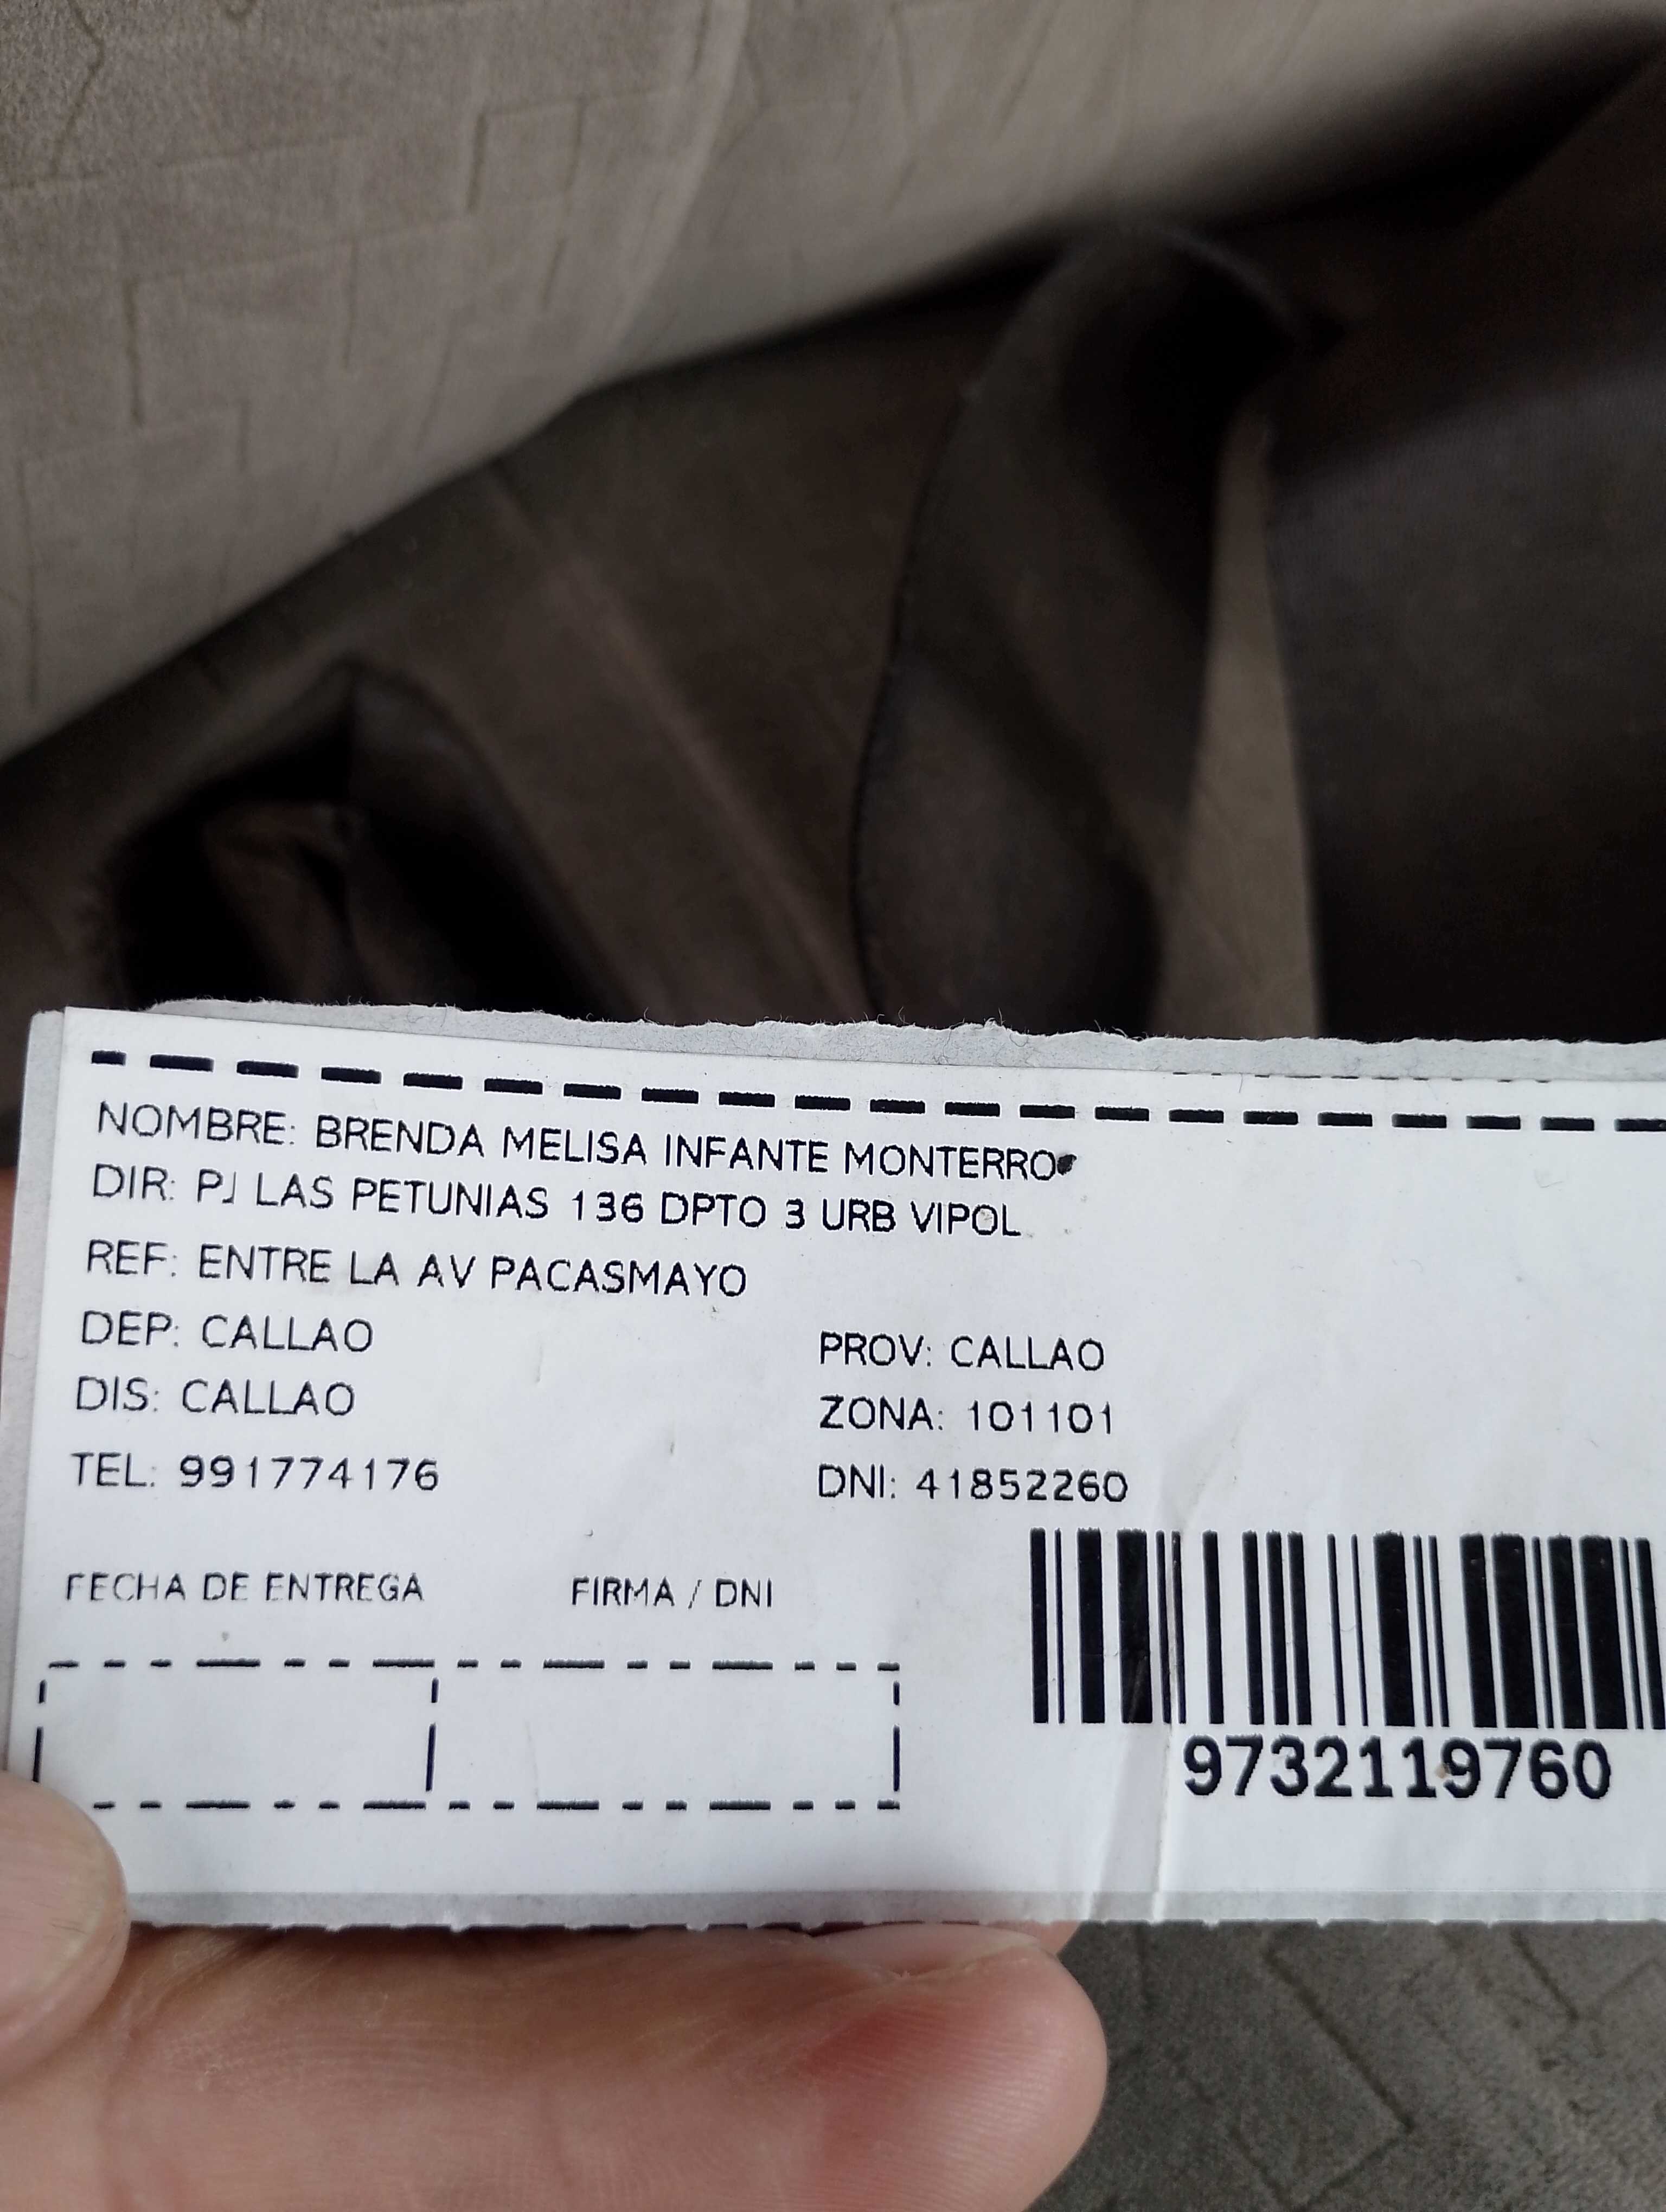 NOMBRE: BRENDA MELISA INFANTE MONTERRO
DIR: PJ LAS PETUNIAS 136 DPTO 3 URB VIPOL
REF: ENTRE LA AV PACASMAYO
DEP: CALLAO PROV: CALLAO
DIS: CALLAO ZONA: 101101
TEL: 991774176 DNI: 41852260
FECHA DE ENTREGA FIRMA / DNI
9732119760